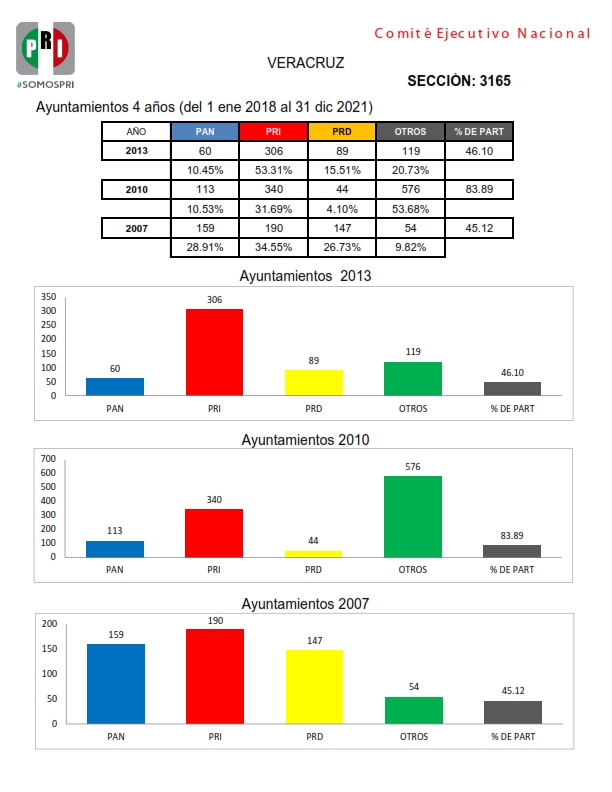 Comité Ejecutivo Nacional
PRI
#SOMOSPRI
VERACRUZ
SECCIÓN: 3165
Ayuntamientos 4 años (del 1 ene 2018 al 31 dic 2021)
AÑO PAN PRI PRD OTROS % DE PART
2013 60 306 89 119 46.10
10.45% 53.31% 15.51% 20.73%
2010 113 340 44 576 83.89
10.53% 31.69% 4.10% 53.68%
2007 159 190 147 54 45.12
28.91% 34.55% 26.73% 9.82%
Ayuntamientos 2013
350
300
250
200
150
100
50
0
60 306 89 119 46.10
PAN PRI PRD OTROS % DE PART
Ayuntamientos 2010
700
600
500
400
300
200
100
0
113 340 44 576 83.89
PAN PRI PRD OTROS % DE PART
Ayuntamientos 2007
200
150
100
50
0
159 190 147 54 45.12
PAN PRI PRD OTROS % DE PART